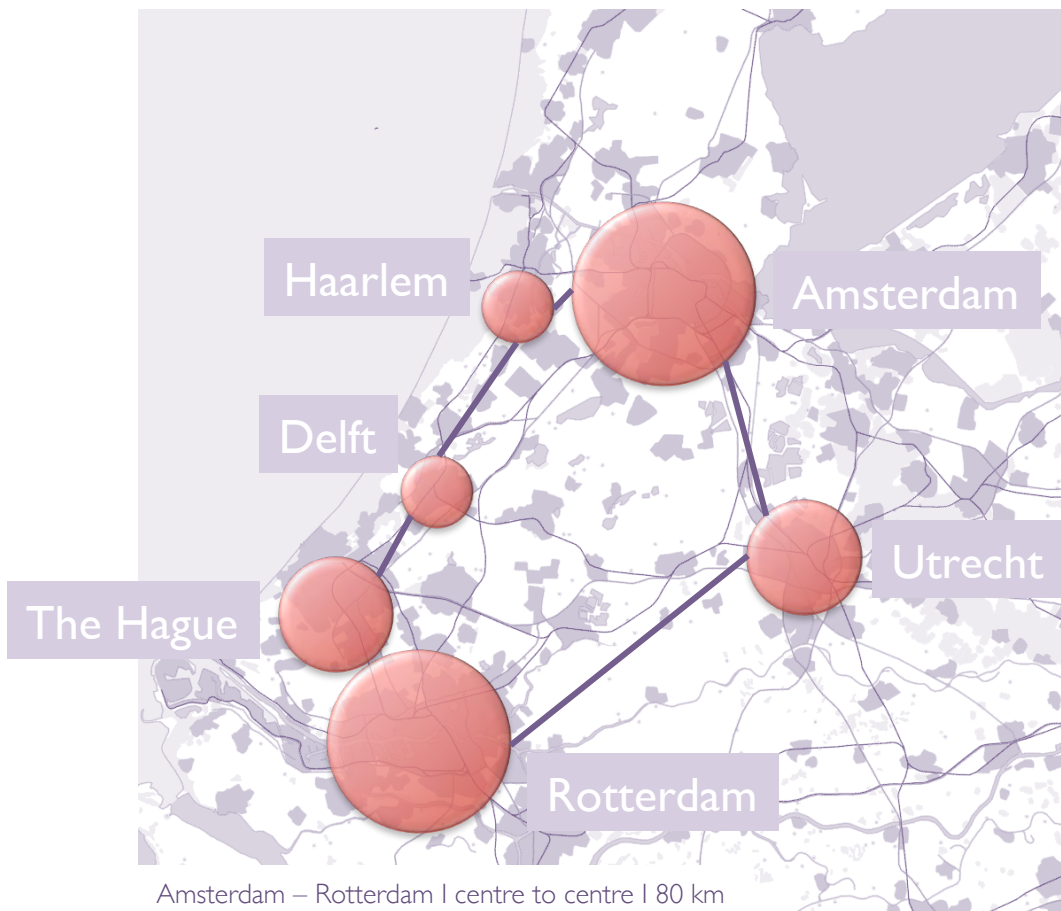 Haarlem
Amsterdam
Delft
Utrecht
The Hague
Rotterdam
Amsterdam – Rotterdam I centre to centre I 80 km